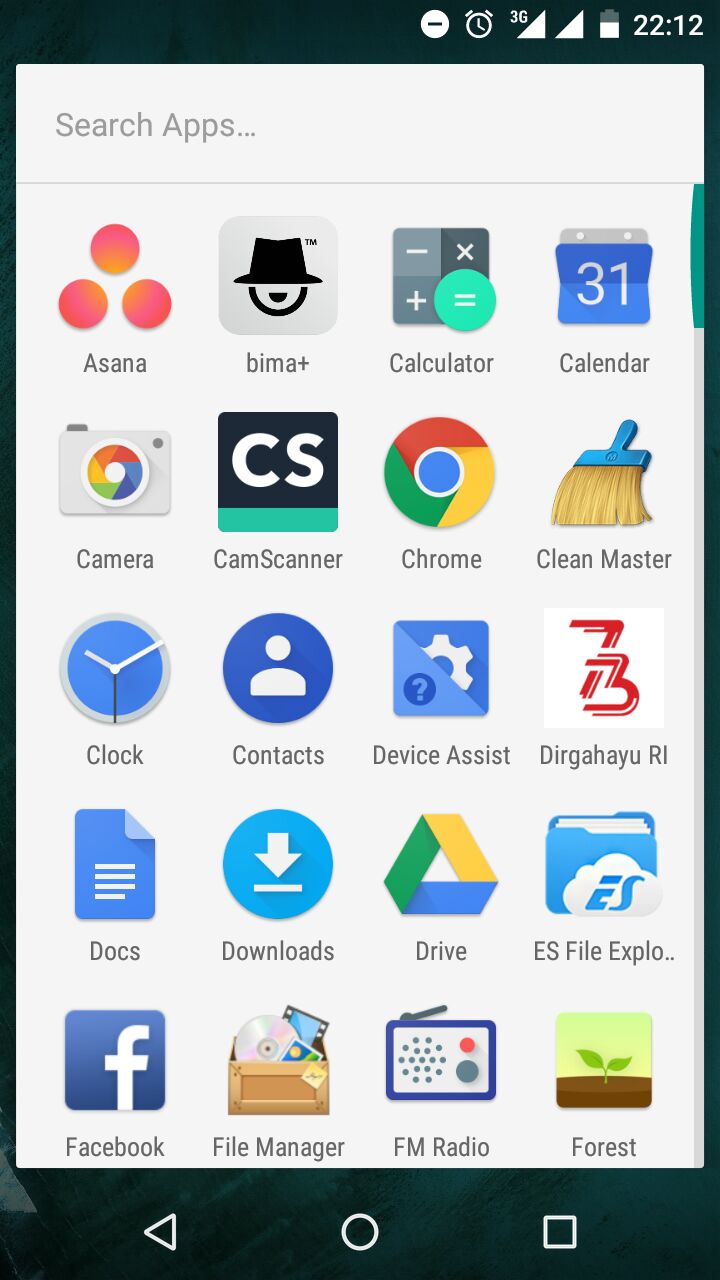 3G 22:12
Search Apps…
TM
31
Asana bima+ Calculator Calendar
CS
Camera CamScanner Chrome Clean Master
73
Clock Contacts Device Assist Dirgahayu RI
ES
Docs Downloads Drive ES File Explo..
f
Facebook File Manager FM Radio Forest